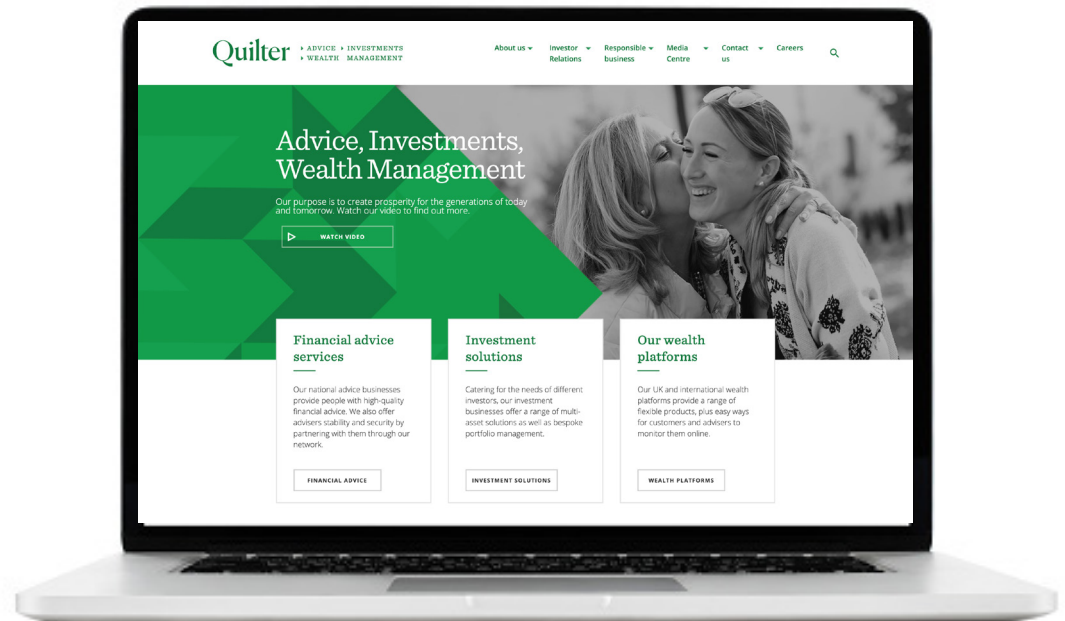 Quilter
ADVICE INVESTMENTS
WEALTH MANAGEMENT
About us
Investor
Relations
Responsible
business
Media
Centre
Contact
us
Careers
Advice, Investments,
Wealth Management
Our purpose is to create prosperity for the generations of today
and tomorrow. Watch our video to find out more.
WATCH VIDEO
Financial advice
services
Our national advice businesses
provide people with high-quality
financial advice. We also offer
advisers stability and security by
partnering with them through our
network.
FINANCIAL ADVICE
Investment
solutions
Catering for the needs of different
investors, our investment
businesses offer a range of multi-
asset solutions as well as bespoke
portfolio management.
INVESTMENT SOLUTIONS
Our wealth
platforms
Our UK and international wealth
platforms provide a range of
flexible products, plus easy ways
for customers and advisers to
monitor them online.
WEALTH PLATFORMS